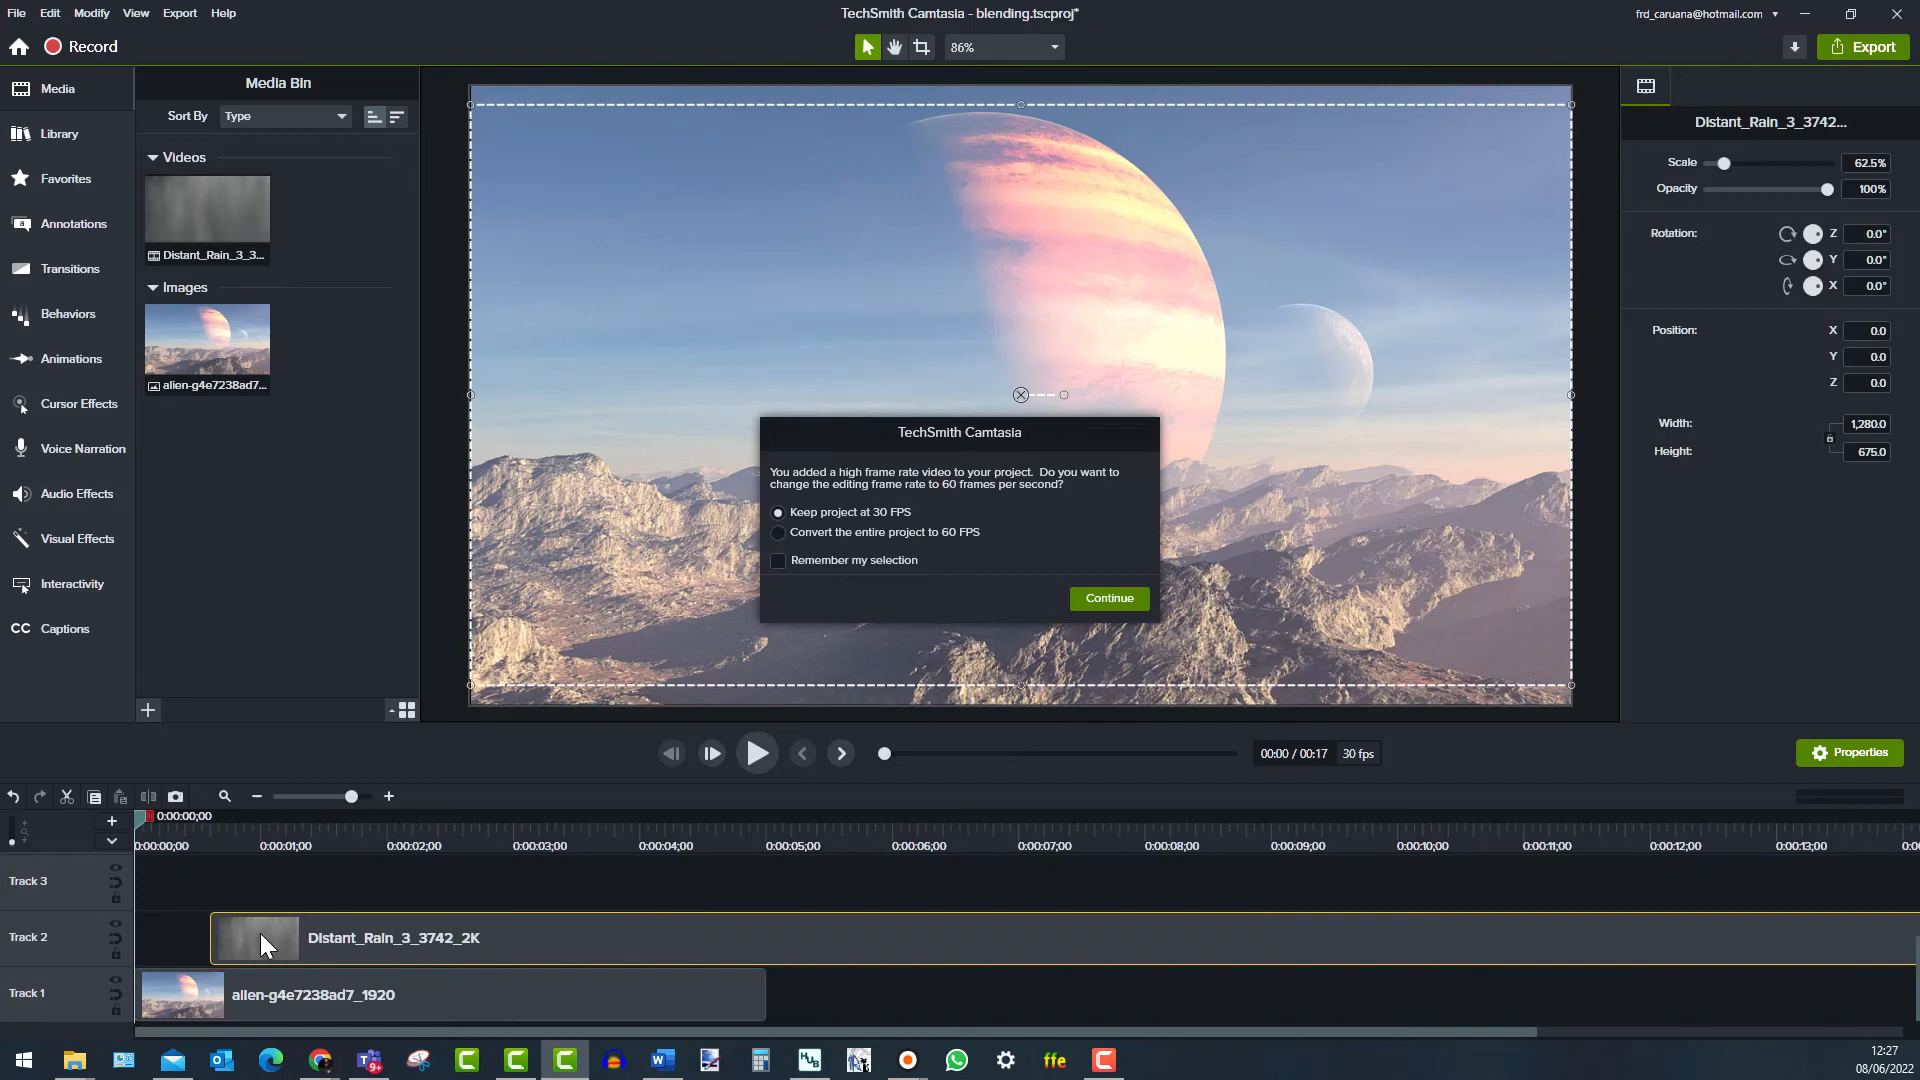 File Edit Modify View Export Help
TechSmith Camtasia - blending.tscproj*
frd_caruana@hotmail.com
Record
86%
Export
Media
Library
Favorites
Annotations
Transitions
Behaviors
Animations
Cursor Effects
Voice Narration
Audio Effects
Visual Effects
Interactivity
CC Captions
Media Bin
Sort By Type
Videos
Distant_Rain_3_3...
Images
alien-g4e7238ad7...
TechSmith Camtasia
You added a high frame rate video to your project. Do you want to
change the editing frame rate to 60 frames per second?
Keep project at 30 FPS
Convert the entire project to 60 FPS
Remember my selection
Continue
Distant_Rain_3_3742...
Scale 62.5%
Opacity 100%
Rotation: Z 0.0°
Y 0.0°
X 0.0°
Position: X 0.0
Y 0.0
Z 0.0
Width: 1,280.0
Height: 675.0
00:00 / 00:17 30 fps
Properties
0:00:00;00
0:00:00;00 0:00:01;00 0:00:02;00 0:00:03;00 0:00:04;00 0:00:05;00 0:00:06;00 0:00:07;00 0:00:08;00 0:00:09;00 0:00:10;00 0:00:11;00 0:00:12;00 0:00:13;00 0:0
Track 3
Track 2
Distant_Rain_3_3742_2K
Track 1
alien-g4e7238ad7_1920
9+
HUB
ffe
12:27
08/06/2022